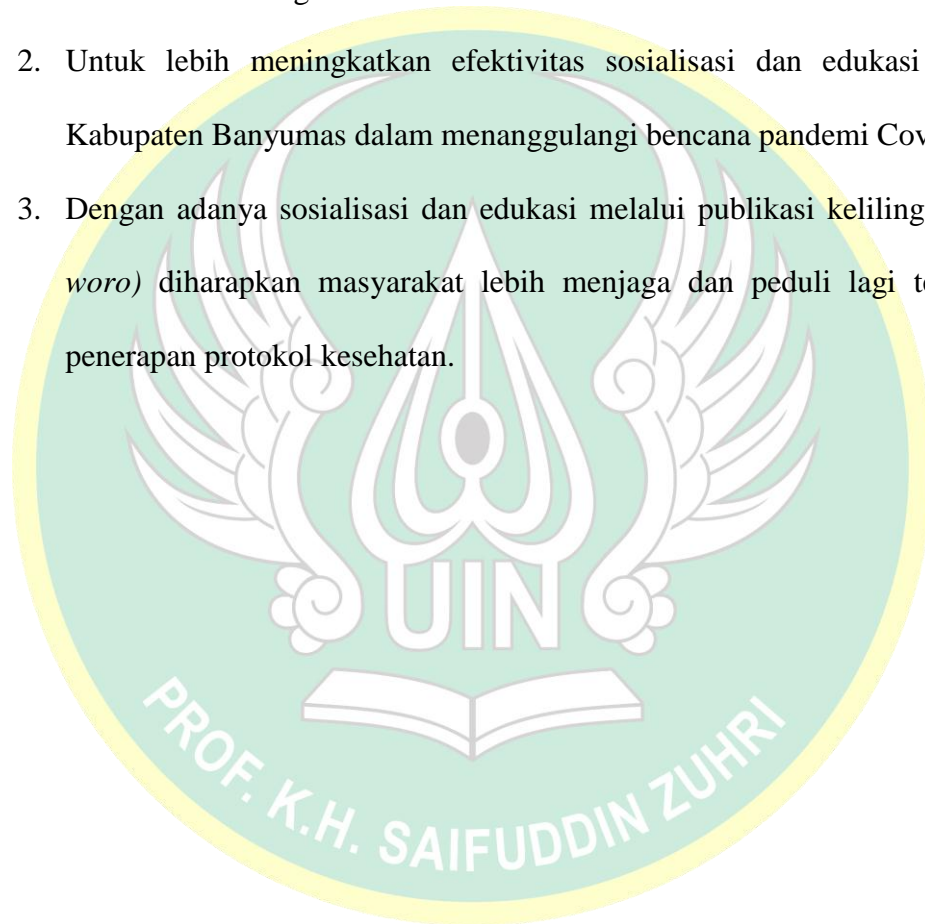 2. Untuk lebih meningkatkan efektivitas sosialisasi dan edukasi
Kabupaten Banyumas dalam menanggulangi bencana pandemi Cov
3. Dengan adanya sosialisasi dan edukasi melalui publikasi keliling
woro) diharapkan masyarakat lebih menjaga dan peduli lagi
penerapan protokol kesehatan.
UIN
PROF. K.H. SAIFUDDIN ZUHRI